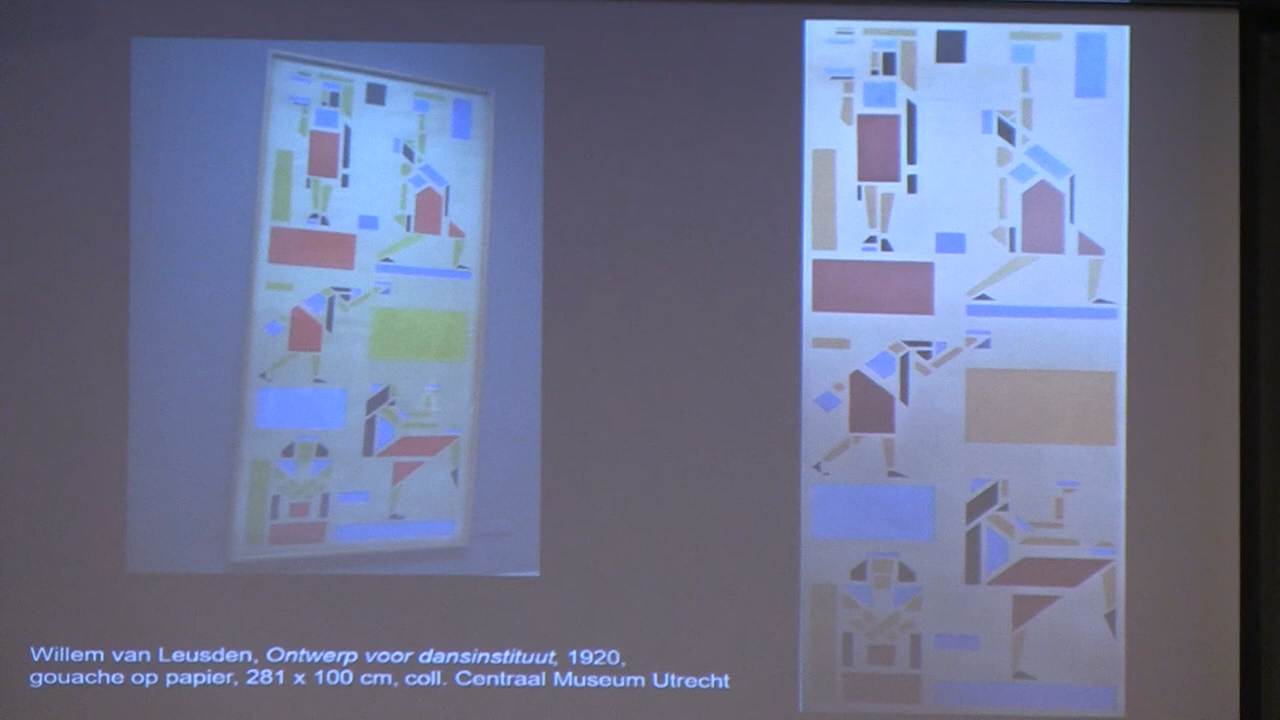 Willem van Leusden, Ontwerp voor dansinstituut, 1920,
gouache op papier, 281 x 100 cm, coll. Centraal Museum Utrecht